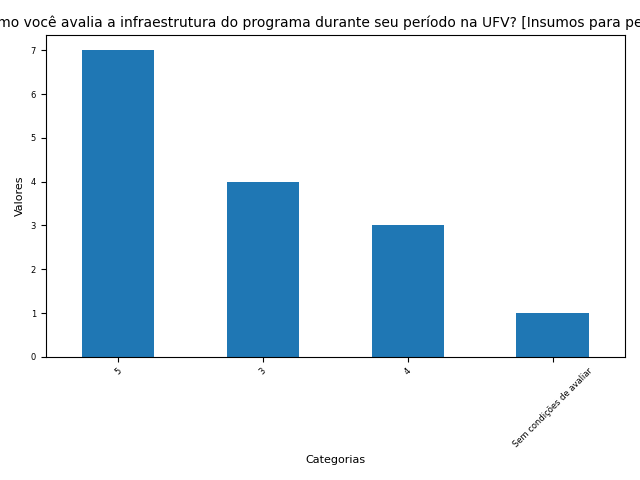 mo você avalia a infraestrutura do programa durante seu período na UFV? [Insumos para pe
7
6
5
4
3
2
1
0
Valores
5
3
4
Sem condições de avaliar
Categorias